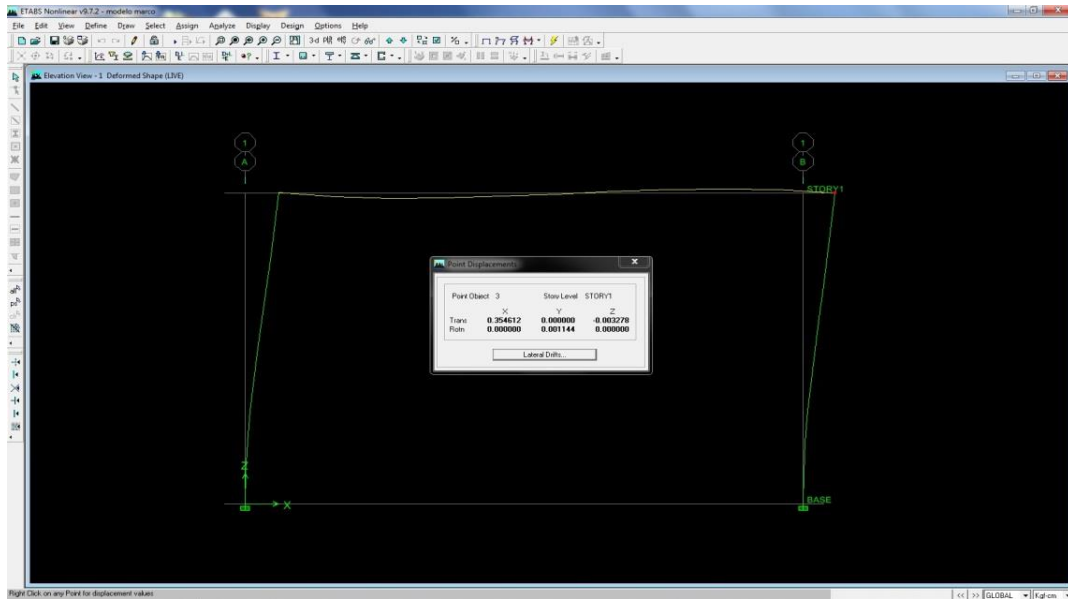 ETABS Nonlinear v9.7.2 - modelo marco
File Edit View Define Draw Select Assign Analyze Display Design Options Help
3-d
Elevation View - 1 Deformed Shape (LIVE)
1
A
1
B
STORY1
Point Displacements
Point Object 3 Story Level STORY1
X Y Z
Trans 0.354612 0.000000 -0.003278
Rotn 0.000000 0.001144 0.000000
Lateral Drifts...
Z
X
BASE
Right Click on any Point for displacement values
<< >> GLOBAL Kgf-cm